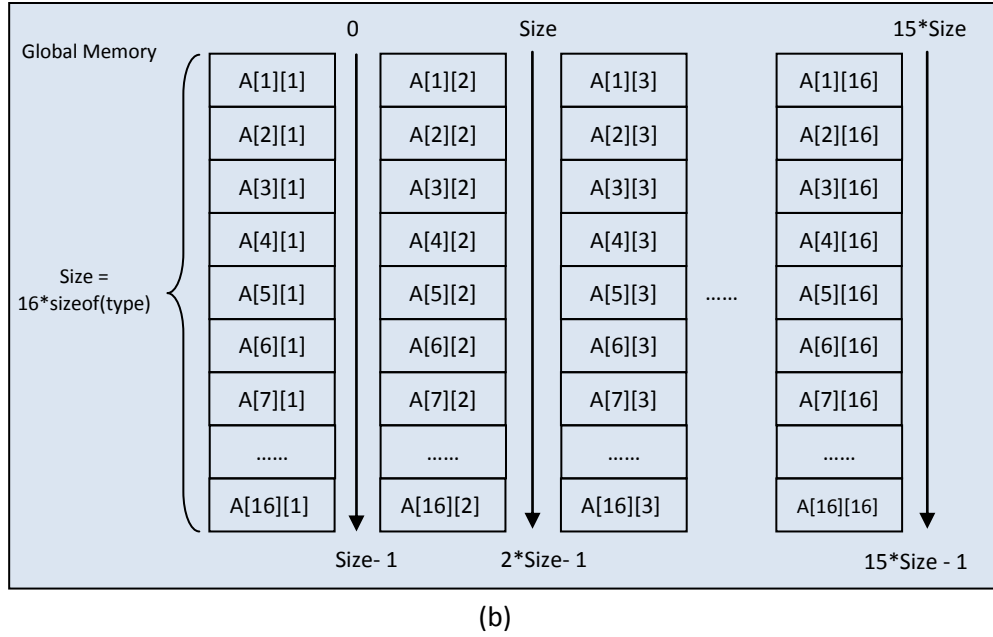 0 Size 15*Size
Global Memory
A[1][1] A[1][2] A[1][3] A[1][16]
A[2][1] A[2][2] A[2][3] A[2][16]
A[3][1] A[3][2] A[3][3] A[3][16]
A[4][1] A[4][2] A[4][3] A[4][16]
Size =
16*sizeof(type)
A[5][1] A[5][2] A[5][3] …… A[5][16]
A[6][1] A[6][2] A[6][3] A[6][16]
A[7][1] A[7][2] A[7][3] A[7][16]
…… …… …… ……
A[16][1] A[16][2] A[16][3] A[16][16]
Size- 1 2*Size- 1 15*Size - 1
(b)